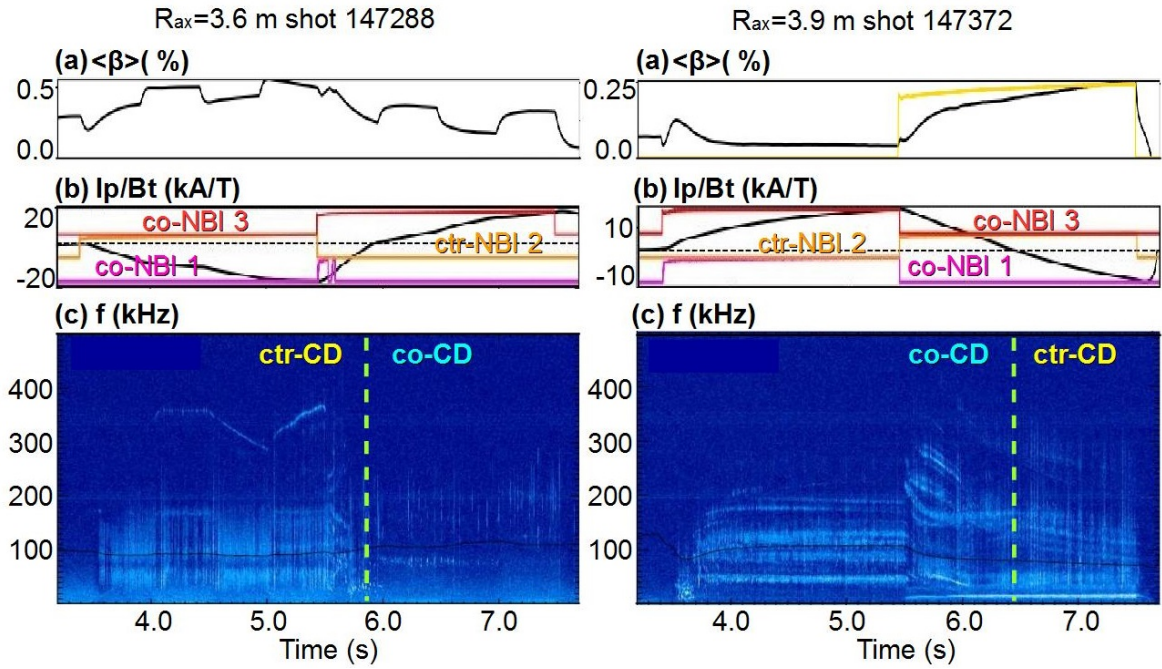 Rax=3.6 m shot 147288
(a) <β>( %)
0.5
0.0
(b) Ip/Bt (kA/T)
20
-20
co-NBI 3
ctr-NBI 2
co-NBI 1
(c) f (kHz)
ctr-CD
co-CD
400
300
200
100
4.0 5.0 6.0 7.0
Time (s)
Rax=3.9 m shot 147372
(a) <β>( %)
0.25
0.0
(b) Ip/Bt (kA/T)
10
-10
co-NBI 3
ctr-NBI 2
co-NBI 1
(c) f (kHz)
co-CD
ctr-CD
400
300
200
100
4.0 5.0 6.0 7.0
Time (s)